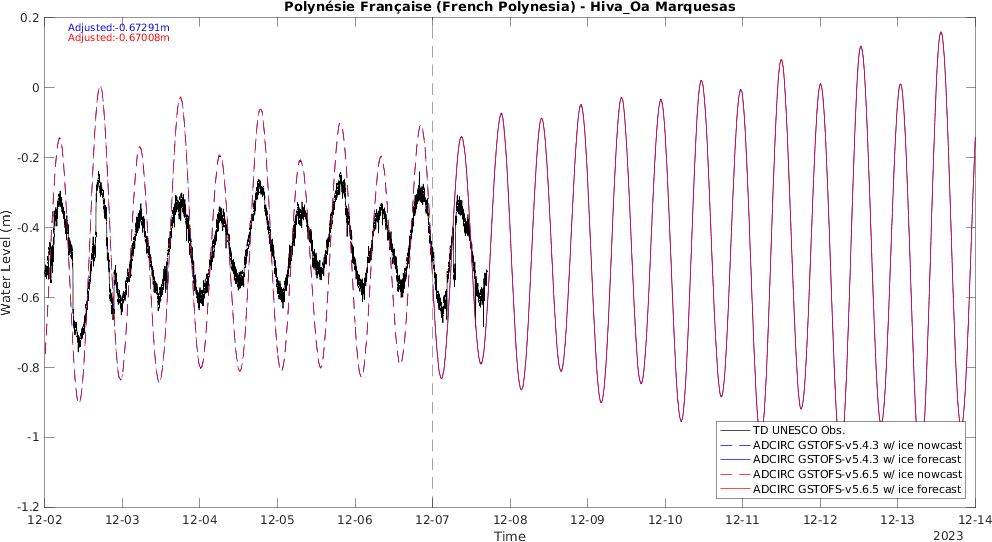 Polynésie Française (French Polynesia) - Hiva_Oa Marquesas
Adjusted:-0.67291m
Adjusted:-0.67008m
0.2
0
-0.2
-0.4
-0.6
-0.8
-1
-1.2
Water Level (m)
TD UNESCO Obs.
ADCIRC GSTOFS-v5.4.3 w/ ice nowcast
ADCIRC GSTOFS-v5.4.3 w/ ice forecast
ADCIRC GSTOFS-v5.6.5 w/ ice nowcast
ADCIRC GSTOFS-v5.6.5 w/ ice forecast
12-02 12-03 12-04 12-05 12-06 12-07 12-08 12-09 12-10 12-11 12-12 12-13 12-14
Time
2023